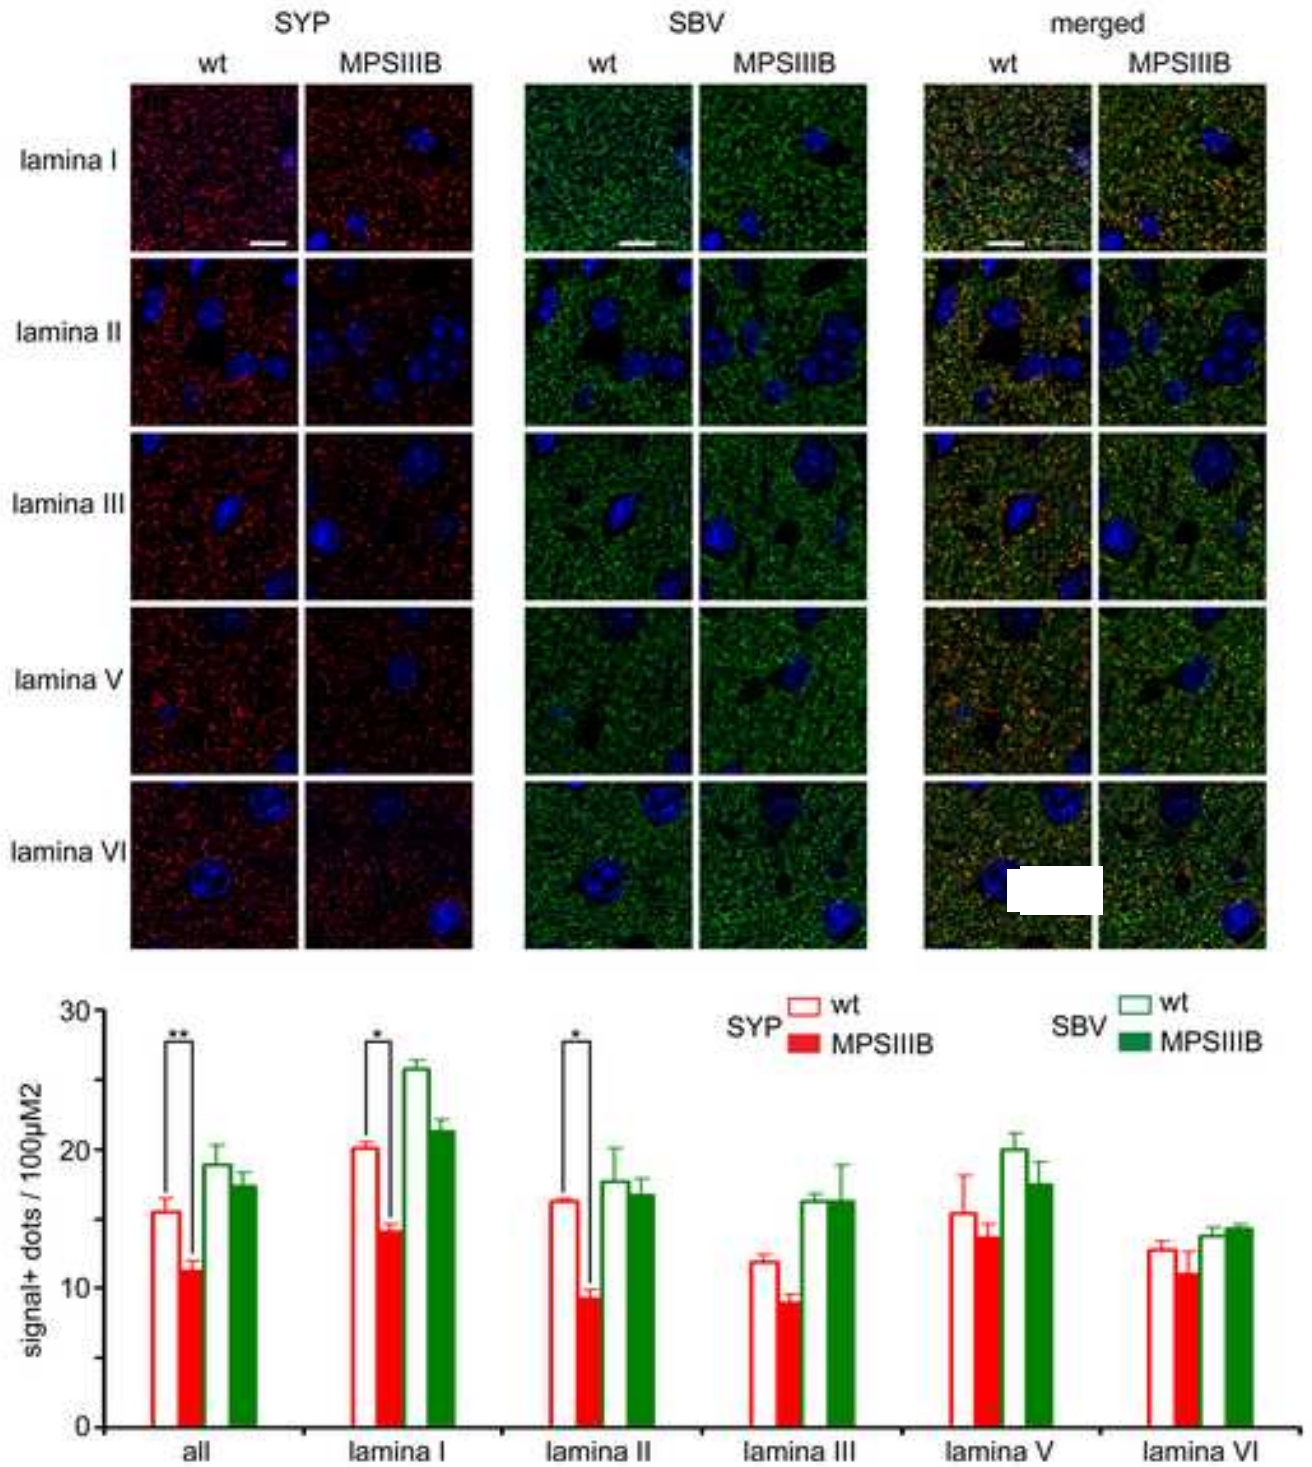 SYP SBV merged
wt MPSIIIB wt MPSIIIB wt MPSIIIB
lamina I
lamina II
lamina III
lamina V
lamina VI
SYP wt MPSIIIB
SBV wt MPSIIIB
signal+ dots / 100µM2
30
20
10
0
** * *
all lamina I lamina II lamina III lamina V lamina VI